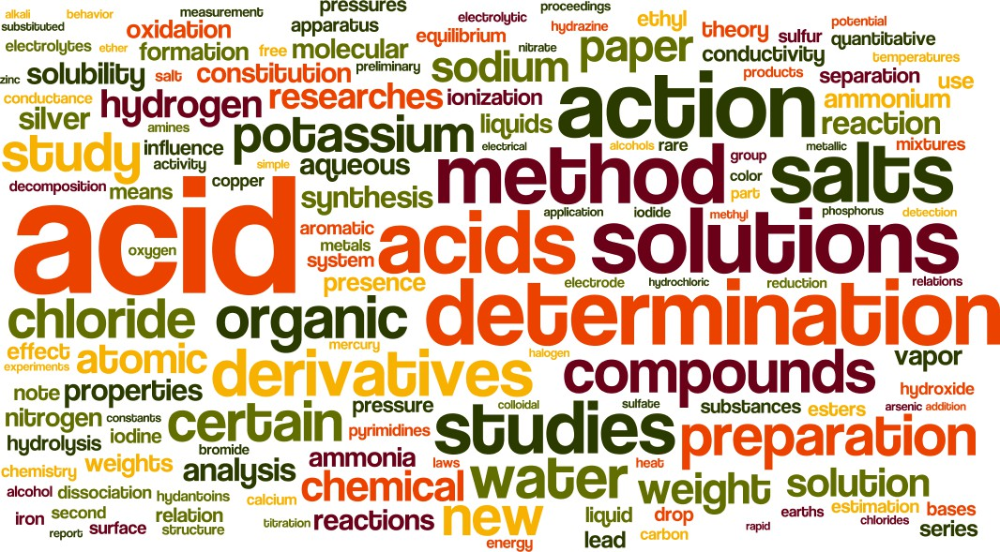 alkali behavior measurement pressures electrolytic proceedings ethyl potential
substituted oxidation apparatus equilibrium hydrazine theory sulfur quantitative
electrolytes ether formation free molecular nitrate paper conductivity temperatures
zinc solubility salt constitution preliminary sodium products separation use
conductance hydrogen researches ionization action ammonium
silver amines potassium liquids reaction
study influence electrical alcohols rare metallic mixtures
activity simple aqueous method group salts
decomposition means copper color part
synthesis application iodide methyl phosphorus detection
acid oxygen aromatic metals acids solutions
system presence electrode hydrochloric reduction relations
chloride organic determination
effect atomic mercury halogen vapor
experiments derivatives compounds
note properties hydroxide
nitrogen constants certain pressure colloidal sulfate substances esters arsenic addition
hydrolysis iodine pyrimidines studies preparation
bromide
chemistry weights analysis ammonia laws heat
chemical water weight solution
alcohol dissociation hydantoins calcium
iron second relation titration reactions new liquid drop earths estimation bases
report surface structure chlorides
energy lead carbon rapid series